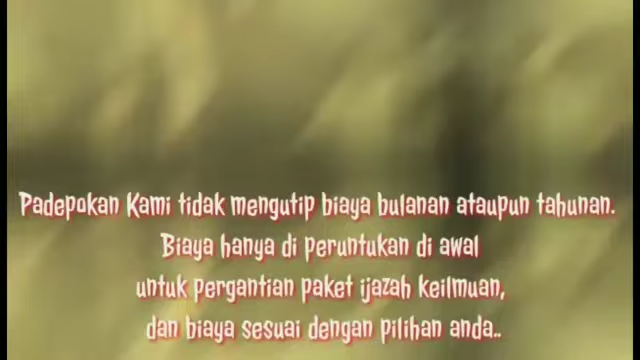 Padepokan Kami tidak mengutip biaya bulanan ataupun tahunan.
Biaya hanya di peruntukan di awal
untuk pergantian paket ijazah keilmuan,
dan biaya sesuai dengan pilihan anda..